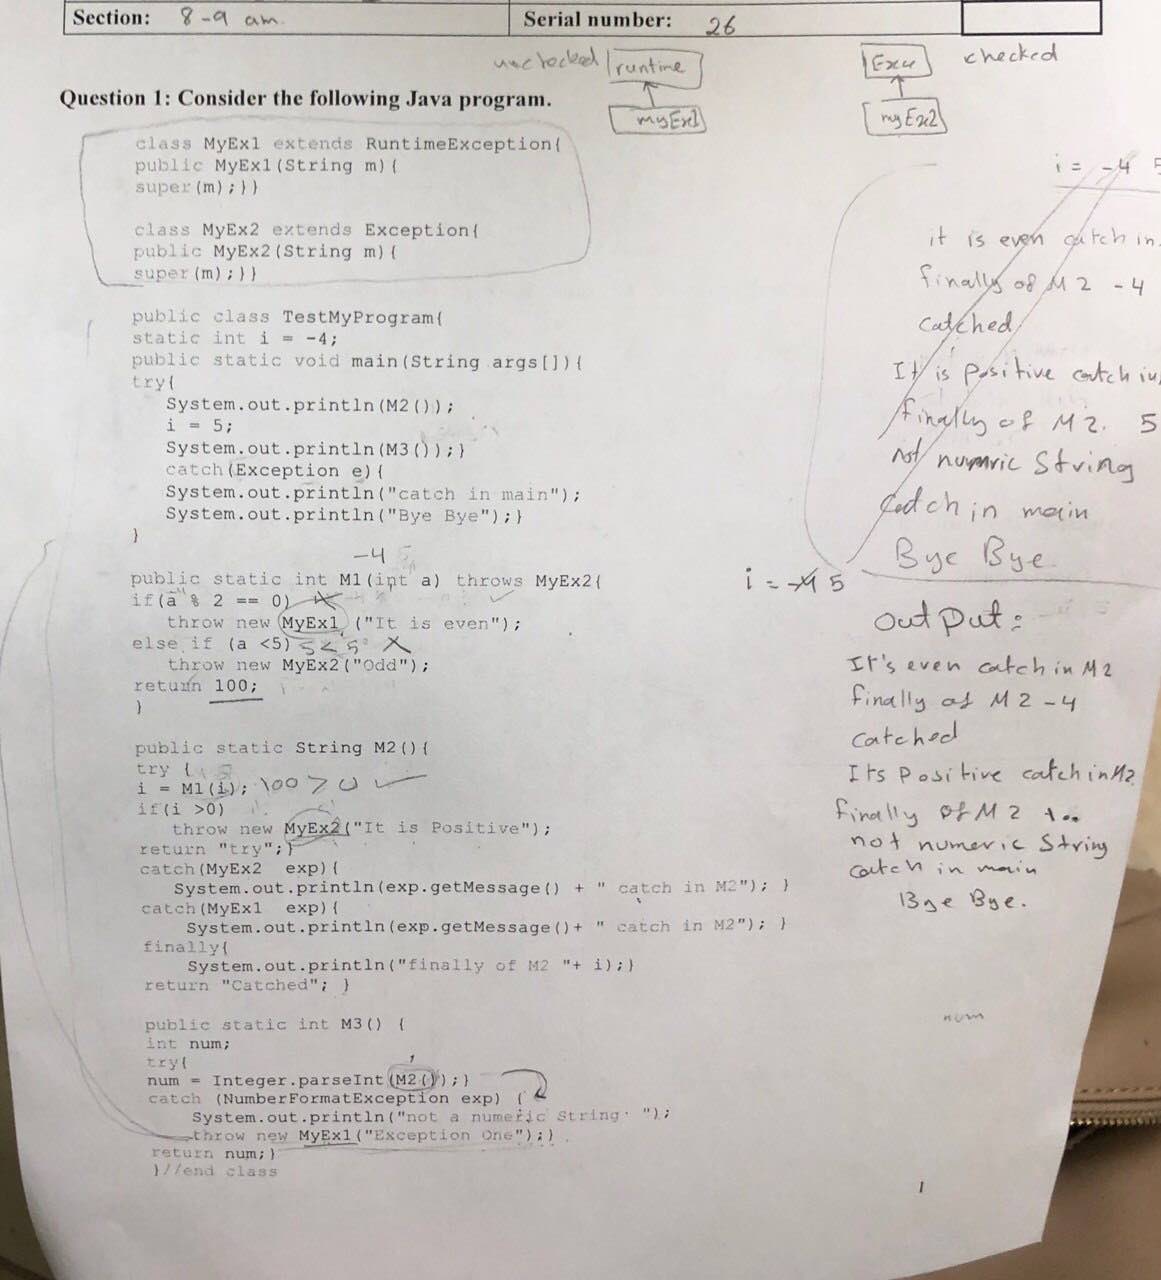 Section: 8-9 am.
Serial number: 26
unchecked runtime
myEx1
Exce checked
myEx2
Question 1: Consider the following Java program.
class MyEx1 extends RuntimeException{
public MyEx1(String m){
super(m);}}
class MyEx2 extends Exception{
public MyEx2(String m){
super(m);}}
public class TestMyProgram{
static int i = -4;
public static void main(String args[]){
try{
System.out.println(M2());
i = 5;
System.out.println(M3());}
catch(Exception e){
System.out.println("catch in main");
System.out.println("Bye Bye");}
}
-4 5
public static int M1(int a) throws MyEx2{
if(a % 2 == 0)
throw new MyEx1 ("It is even");
else if (a <5) 5<5 X
throw new MyEx2("Odd");
return 100;
}
public static String M2(){
try {
i = M1(i); 100 > 0 ✓
if(i >0)
throw new MyEx2("It is Positive");
return "try";}
catch(MyEx2 exp){
System.out.println(exp.getMessage() + " catch in M2"); }
catch(MyEx1 exp){
System.out.println(exp.getMessage()+ " catch in M2"); }
finally{
System.out.println("finally of M2 "+ i);}
return "Catched"; }
public static int M3() {
int num;
try{
num = Integer.parseInt(M2());}
catch (NumberFormatException exp) {
System.out.println("not a numeric String ");
throw new MyEx1("Exception One");}
return num;}
}//end class
i = -4 5
it is even catch in
finally of M2 -4
catched
It is positive catch in
finally of M2. 5
not numric String
catch in main
Bye Bye
i = -4 5
output:
It's even catch in M2
finally of M2 -4
catched
Its Positive catch in M2
finally of M2 100
not numeric String
catch in main
Bye Bye.
num
1